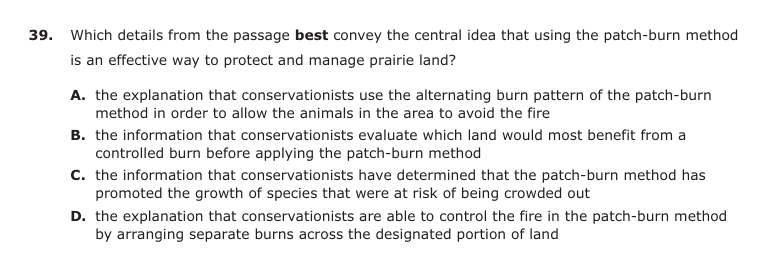 39. Which details from the passage best convey the central idea that using the patch-burn method
is an effective way to protect and manage prairie land?
A. the explanation that conservationists use the alternating burn pattern of the patch-burn
method in order to allow the animals in the area to avoid the fire
B. the information that conservationists evaluate which land would most benefit from a
controlled burn before applying the patch-burn method
C. the information that conservationists have determined that the patch-burn method has
promoted the growth of species that were at risk of being crowded out
D. the explanation that conservationists are able to control the fire in the patch-burn method
by arranging separate burns across the designated portion of land